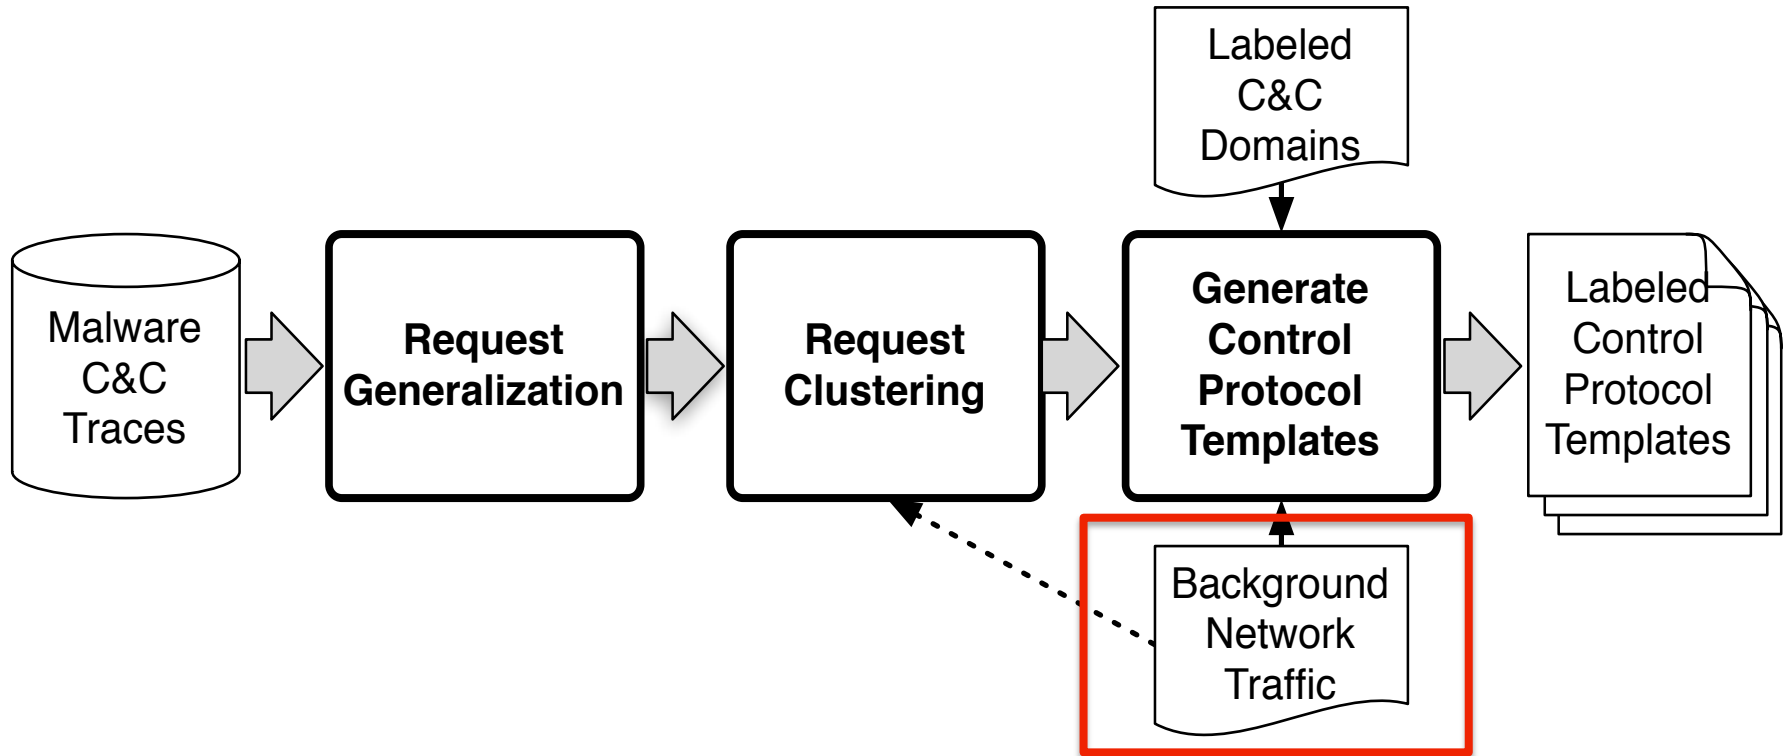 Labeled
C&C
Domains
Malware
C&C
Traces
Request
Generalization
Request
Clustering
Generate
Control
Protocol
Templates
Labeled
Control
Protocol
Templates
Background
Network
Traffic